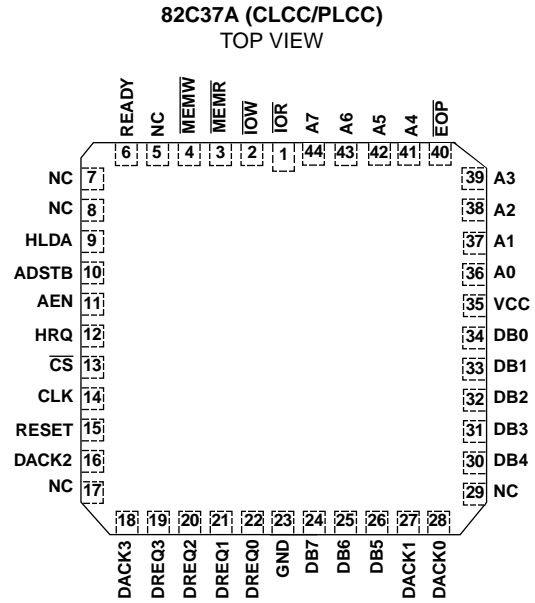 82C37A (CLCC/PLCC)
TOP VIEW
READY
NC
MEMW
MEMR
IOW
IOR
A7
A6
A5
A4
EOP
6 5 4 3 2 1 44 43 42 41 40
NC 7
NC 8
HLDA 9
ADSTB 10
AEN 11
HRQ 12
CS 13
CLK 14
RESET 15
DACK2 16
NC 17
39 A3
38 A2
37 A1
36 A0
35 VCC
34 DB0
33 DB1
32 DB2
31 DB3
30 DB4
29 NC
18 19 20 21 22 23 24 25 26 27 28
DACK3
DREQ3
DREQ2
DREQ1
DREQ0
GND
DB7
DB6
DB5
DACK1
DACK0